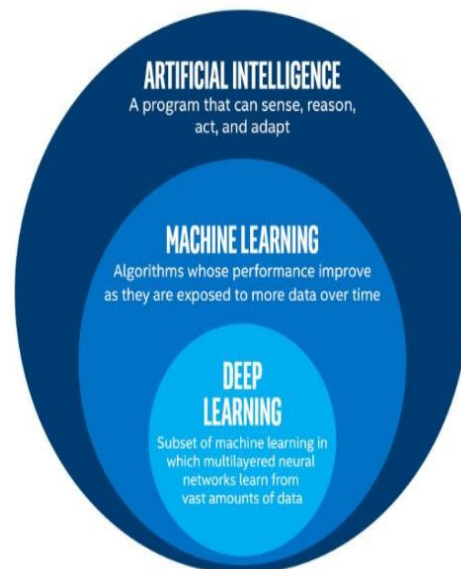 ARTIFICIAL INTELLIGENCE
A program that can sense, reason,
act, and adapt
MACHINE LEARNING
Algorithms whose performance improve
as they are exposed to more data over time
DEEP
LEARNING
Subset of machine learning in
which multilayered neural
networks learn from
vast amounts of data